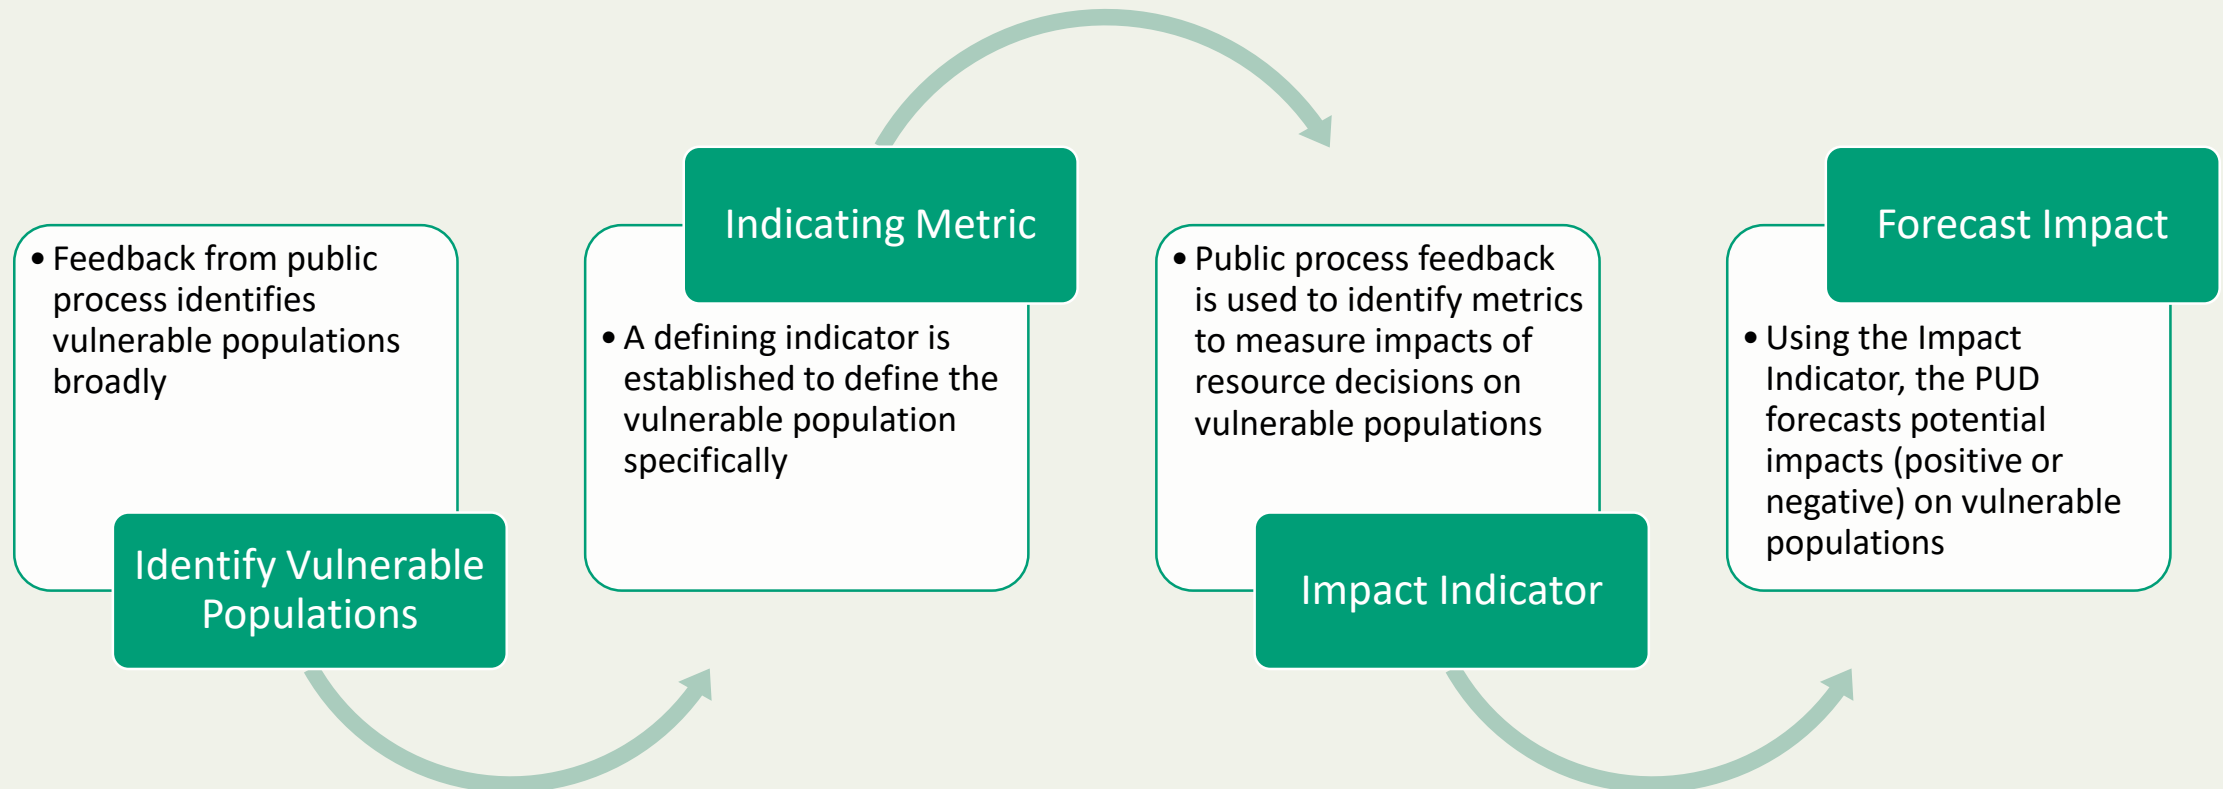 • Feedback from public
process identifies
vulnerable populations
broadly
Identify Vulnerable
Populations
Indicating Metric
• A defining indicator is
established to define the
vulnerable population
specifically
• Public process feedback
is used to identify metrics
to measure impacts of
resource decisions on
vulnerable populations
Impact Indicator
Forecast Impact
• Using the Impact
Indicator, the PUD
forecasts potential
impacts (positive or
negative) on vulnerable
populations